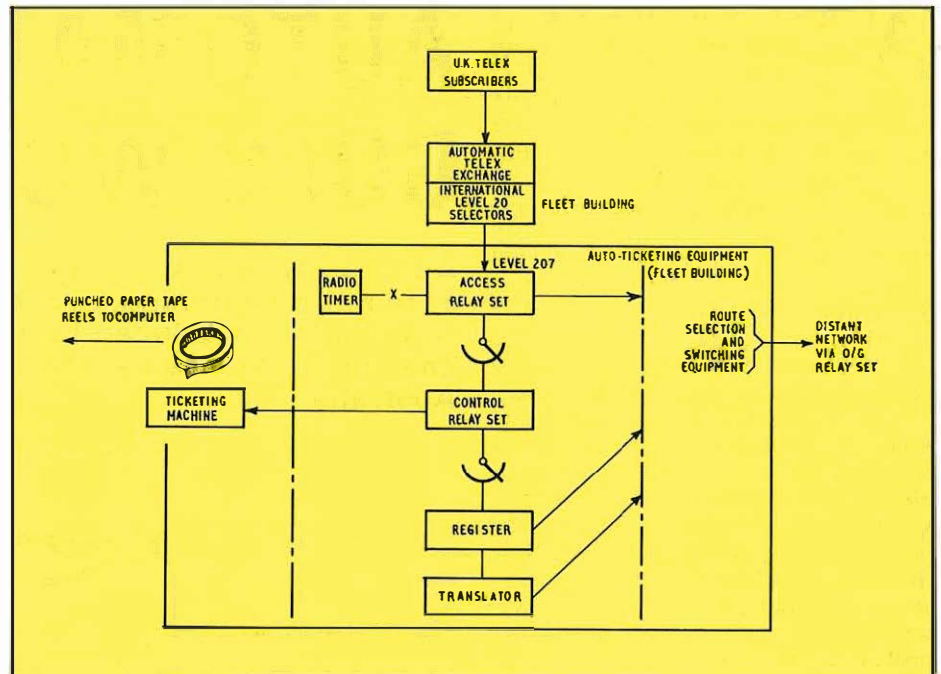 U.K. TELEX
SUBSCRIBERS
AUTOMATIC
TELEX
EXCHANGE
INTERNATIONAL
LEVEL 20
SELECTORS
FLEET BUILDING
LEVEL 207
AUTO-TICKETING EQUIPMENT
(FLEET BUILDING)
RADIO
TIMER
X
ACCESS
RELAY SET
PUNCHED PAPER TAPE
REELS TO COMPUTER
ROUTE
SELECTION
AND
SWITCHING
EQUIPMENT
DISTANT
NETWORK
VIA O/G
RELAY SET
TICKETING
MACHINE
CONTROL
RELAY SET
REGISTER
TRANSLATOR